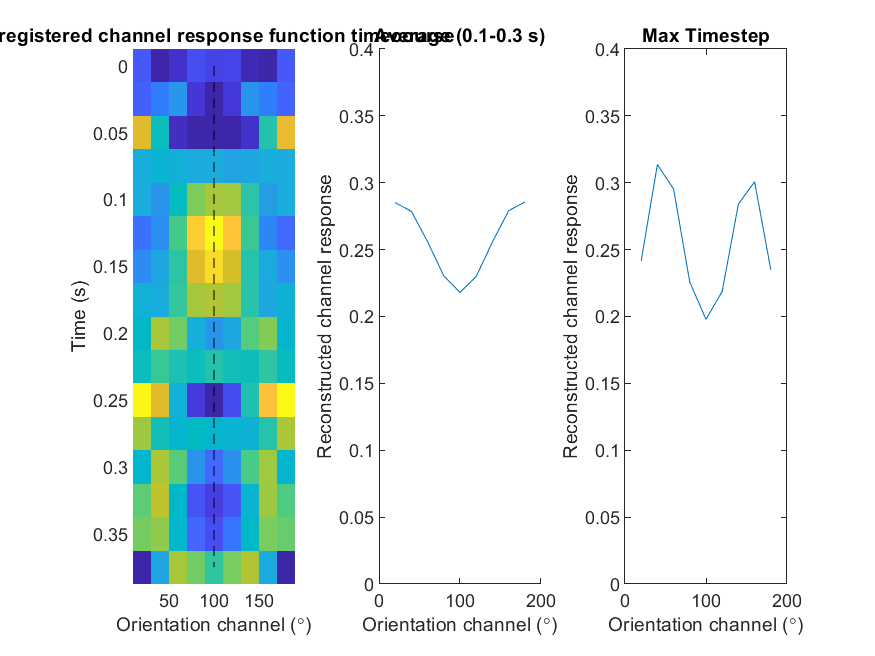 registered channel response function timecourse
Average (0.1-0.3 s)
Max Timestep
Time (s)
0
0.05
0.1
0.15
0.2
0.25
0.3
0.35
50 100 150
Orientation channel (°)
Reconstructed channel response
0.4
0.35
0.3
0.25
0.2
0.15
0.1
0.05
0
0 100 200
Orientation channel (°)
Reconstructed channel response
0.4
0.35
0.3
0.25
0.2
0.15
0.1
0.05
0
0 100 200
Orientation channel (°)